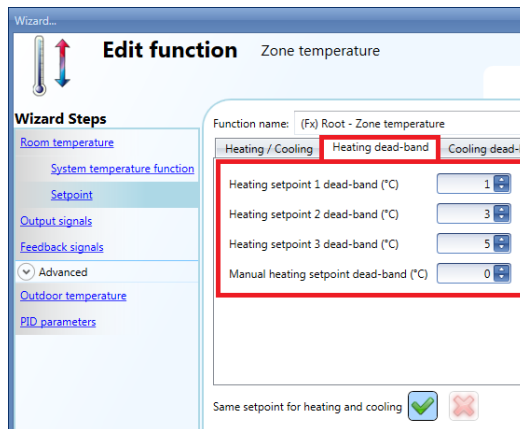 Wizard...
Edit function Zone temperature
Wizard Steps
Room temperature
System temperature function
Setpoint
Output signals
Feedback signals
Advanced
Outdoor temperature
PID parameters
Function name: (Fx) Root - Zone temperature
Heating / Cooling Heating dead-band Cooling dead-
Heating setpoint 1 dead-band (°C) 1
Heating setpoint 2 dead-band (°C) 3
Heating setpoint 3 dead-band (°C) 5
Manual heating setpoint dead-band (°C) 0
Same setpoint for heating and cooling